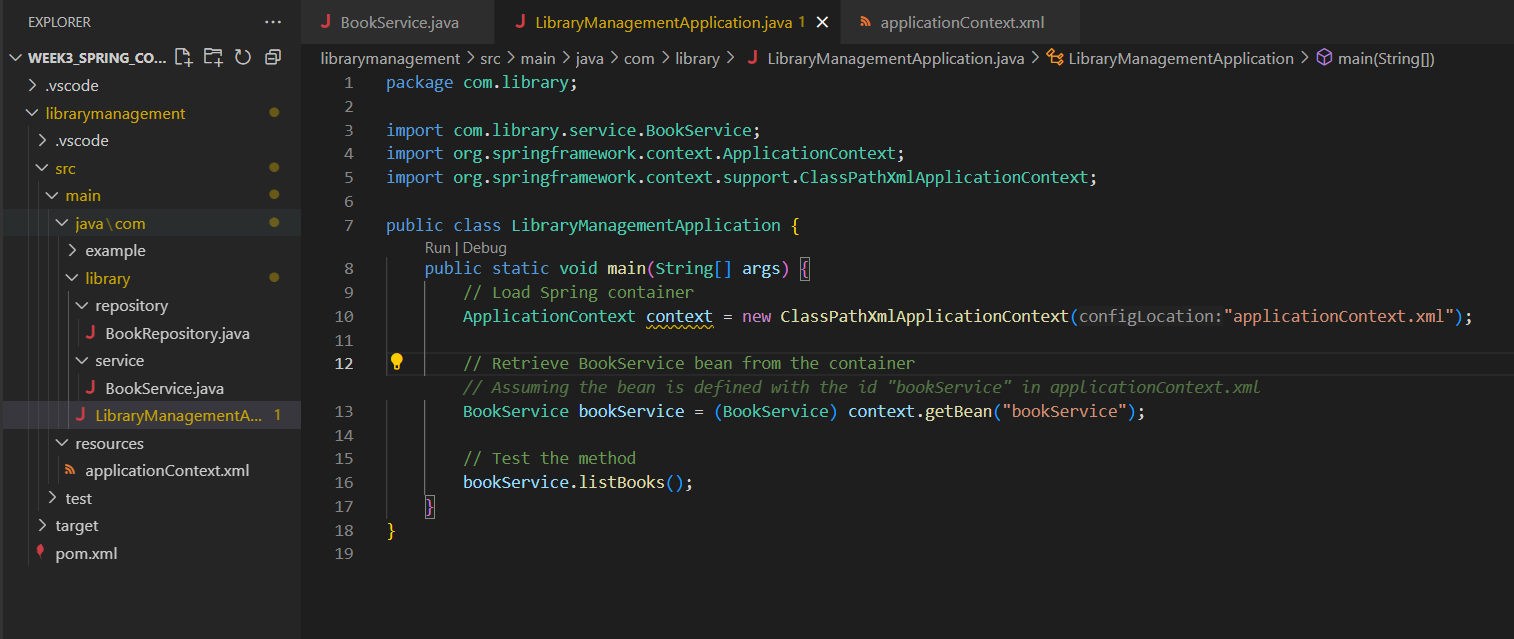 EXPLORER
WEEK3_SPRING_CO...
.vscode
librarymanagement
.vscode
src
main
java\com
example
library
repository
BookRepository.java
service
BookService.java
LibraryManagementA... 1
resources
applicationContext.xml
test
target
pom.xml
BookService.java LibraryManagementApplication.java 1 applicationContext.xml
librarymanagement > src > main > java > com > library > LibraryManagementApplication.java > LibraryManagementApplication > main(String[])
1 package com.library;
2
3 import com.library.service.BookService;
4 import org.springframework.context.ApplicationContext;
5 import org.springframework.context.support.ClassPathXmlApplicationContext;
6
7 public class LibraryManagementApplication {
Run | Debug
8 public static void main(String[] args) {
9 // Load Spring container
10 ApplicationContext context = new ClassPathXmlApplicationContext(configLocation:"applicationContext.xml");
11
12 // Retrieve BookService bean from the container
// Assuming the bean is defined with the id "bookService" in applicationContext.xml
13 BookService bookService = (BookService) context.getBean("bookService");
14
15 // Test the method
16 bookService.listBooks();
17 }
18 }
19